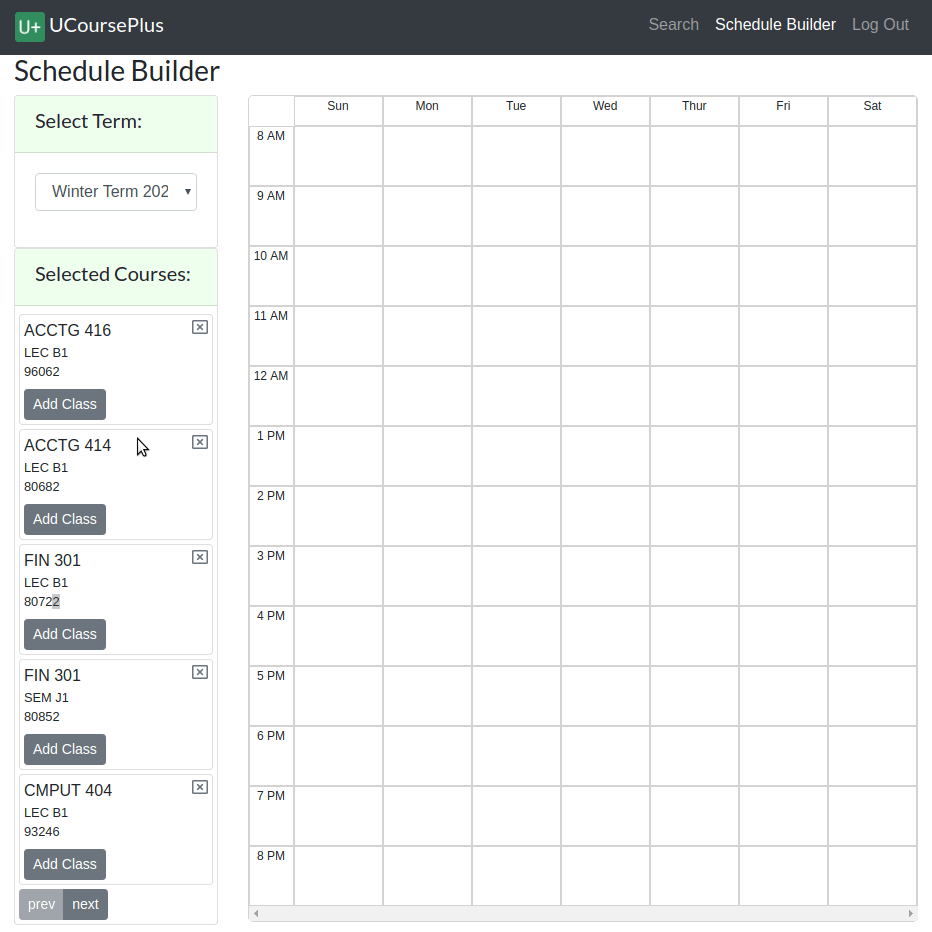 U+ UCoursePlus
Search Schedule Builder Log Out
Schedule Builder
Select Term:
Winter Term 202
Selected Courses:
ACCTG 416
LEC B1
96062
Add Class
ACCTG 414
LEC B1
80682
Add Class
FIN 301
LEC B1
80722
Add Class
FIN 301
SEM J1
80852
Add Class
CMPUT 404
LEC B1
93246
Add Class
prev next
Sun Mon Tue Wed Thur Fri Sat
8 AM
9 AM
10 AM
11 AM
12 AM
1 PM
2 PM
3 PM
4 PM
5 PM
6 PM
7 PM
8 PM